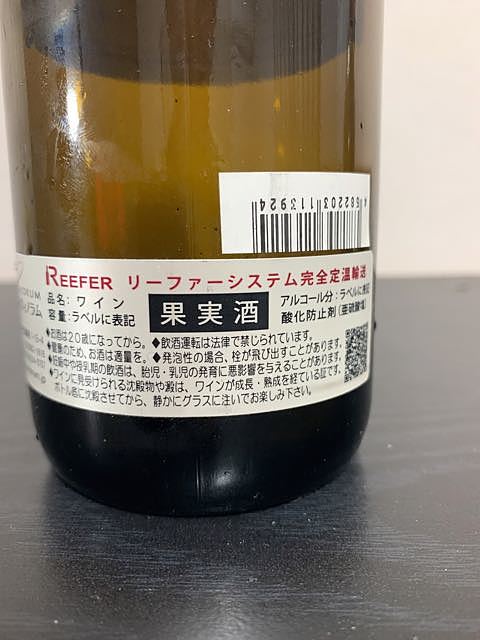 4 582203 113924
REEFER リーファーシステム完全定温輸送
品名: ワイン
容量: ラベルに表記
果実酒
アルコール分: ラベルに表記
酸化防止剤(亜硫酸塩)
◆お酒は20歳になってから。◆飲酒運転は法律で禁じられています。
のため、お酒は適量を。◆発泡性の場合、栓が飛び出すことがあります。
妊娠中や授乳期の飲酒は、胎児・乳児の発育に悪影響を与えることがあります。
◆ワインに見受けられる沈殿物や澱は、ワインが成長・熟成を経ている証です。
ボトル底に沈殿させてから、静かにグラスに注いでお楽しみ下さい。